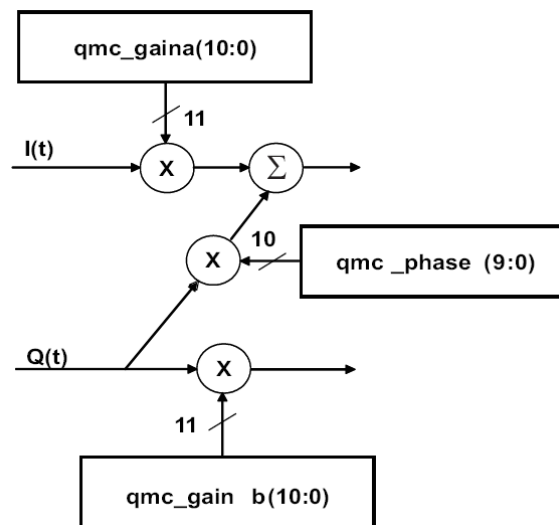 qmc_gaina(10:0)
11
I(t)
X
Σ
10
X
qmc _phase (9:0)
Q(t)
X
11
qmc_gain b(10:0)